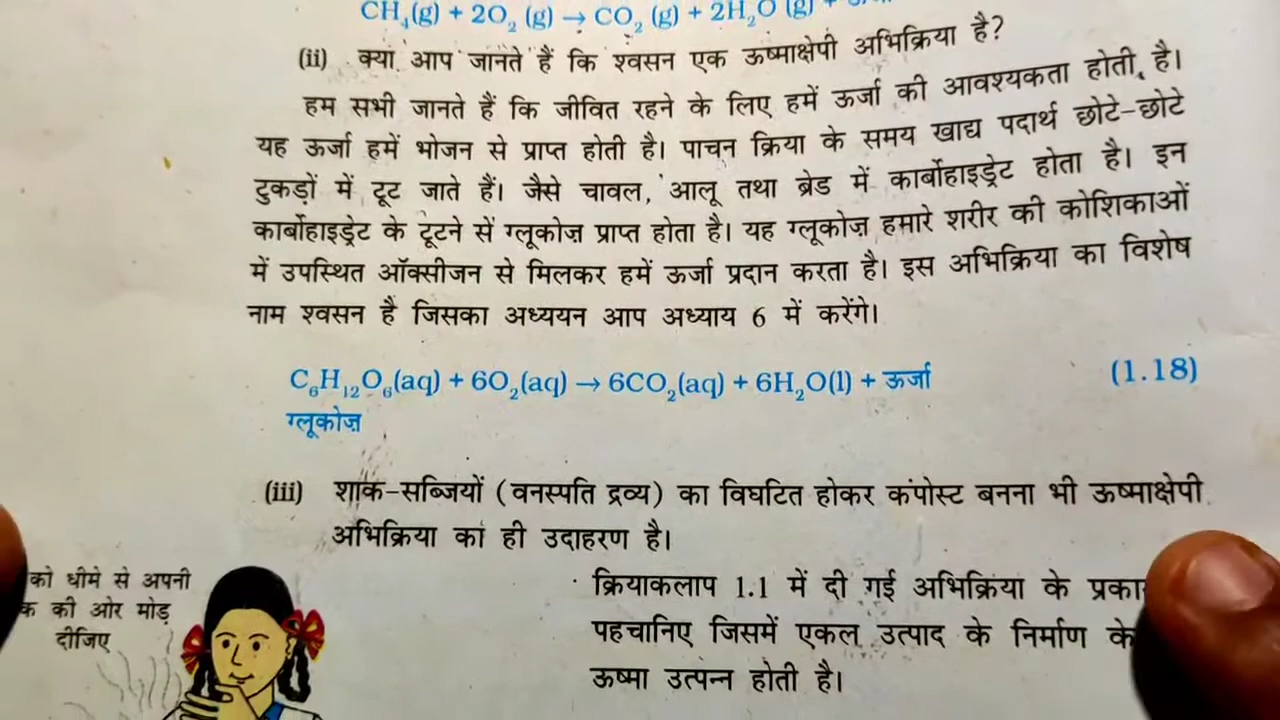 CH₄(g) + 2O₂ (g) → CO₂ (g) + 2H₂O (g) +
(ii) क्या आप जानते हैं कि श्वसन एक ऊष्माक्षेपी अभिक्रिया है?
हम सभी जानते हैं कि जीवित रहने के लिए हमें ऊर्जा की आवश्यकता होती है।
यह ऊर्जा हमें भोजन से प्राप्त होती है। पाचन क्रिया के समय खाद्य पदार्थ छोटे-छोटे
टुकड़ों में टूट जाते हैं। जैसे चावल, आलू तथा ब्रेड में कार्बोहाइड्रेट होता है। इन
कार्बोहाइड्रेट के टूटने से ग्लूकोज़ प्राप्त होता है। यह ग्लूकोज़ हमारे शरीर की कोशिकाओं
में उपस्थित ऑक्सीजन से मिलकर हमें ऊर्जा प्रदान करता है। इस अभिक्रिया का विशेष
नाम श्वसन है जिसका अध्ययन आप अध्याय 6 में करेंगे।
C₆H₁₂O₆(aq) + 6O₂(aq) → 6CO₂(aq) + 6H₂O(l) + ऊर्जा (1.18)
ग्लूकोज़
(iii) शाक-सब्जियों (वनस्पति द्रव्य) का विघटित होकर कंपोस्ट बनना भी ऊष्माक्षेपी
अभिक्रिया का ही उदाहरण है।
को धीमे से अपनी
की ओर मोड़
दीजिए
क्रियाकलाप 1.1 में दी गई अभिक्रिया के
पहचानिए जिसमें एकल उत्पाद के निर्माण के
ऊष्मा उत्पन्न होती है।